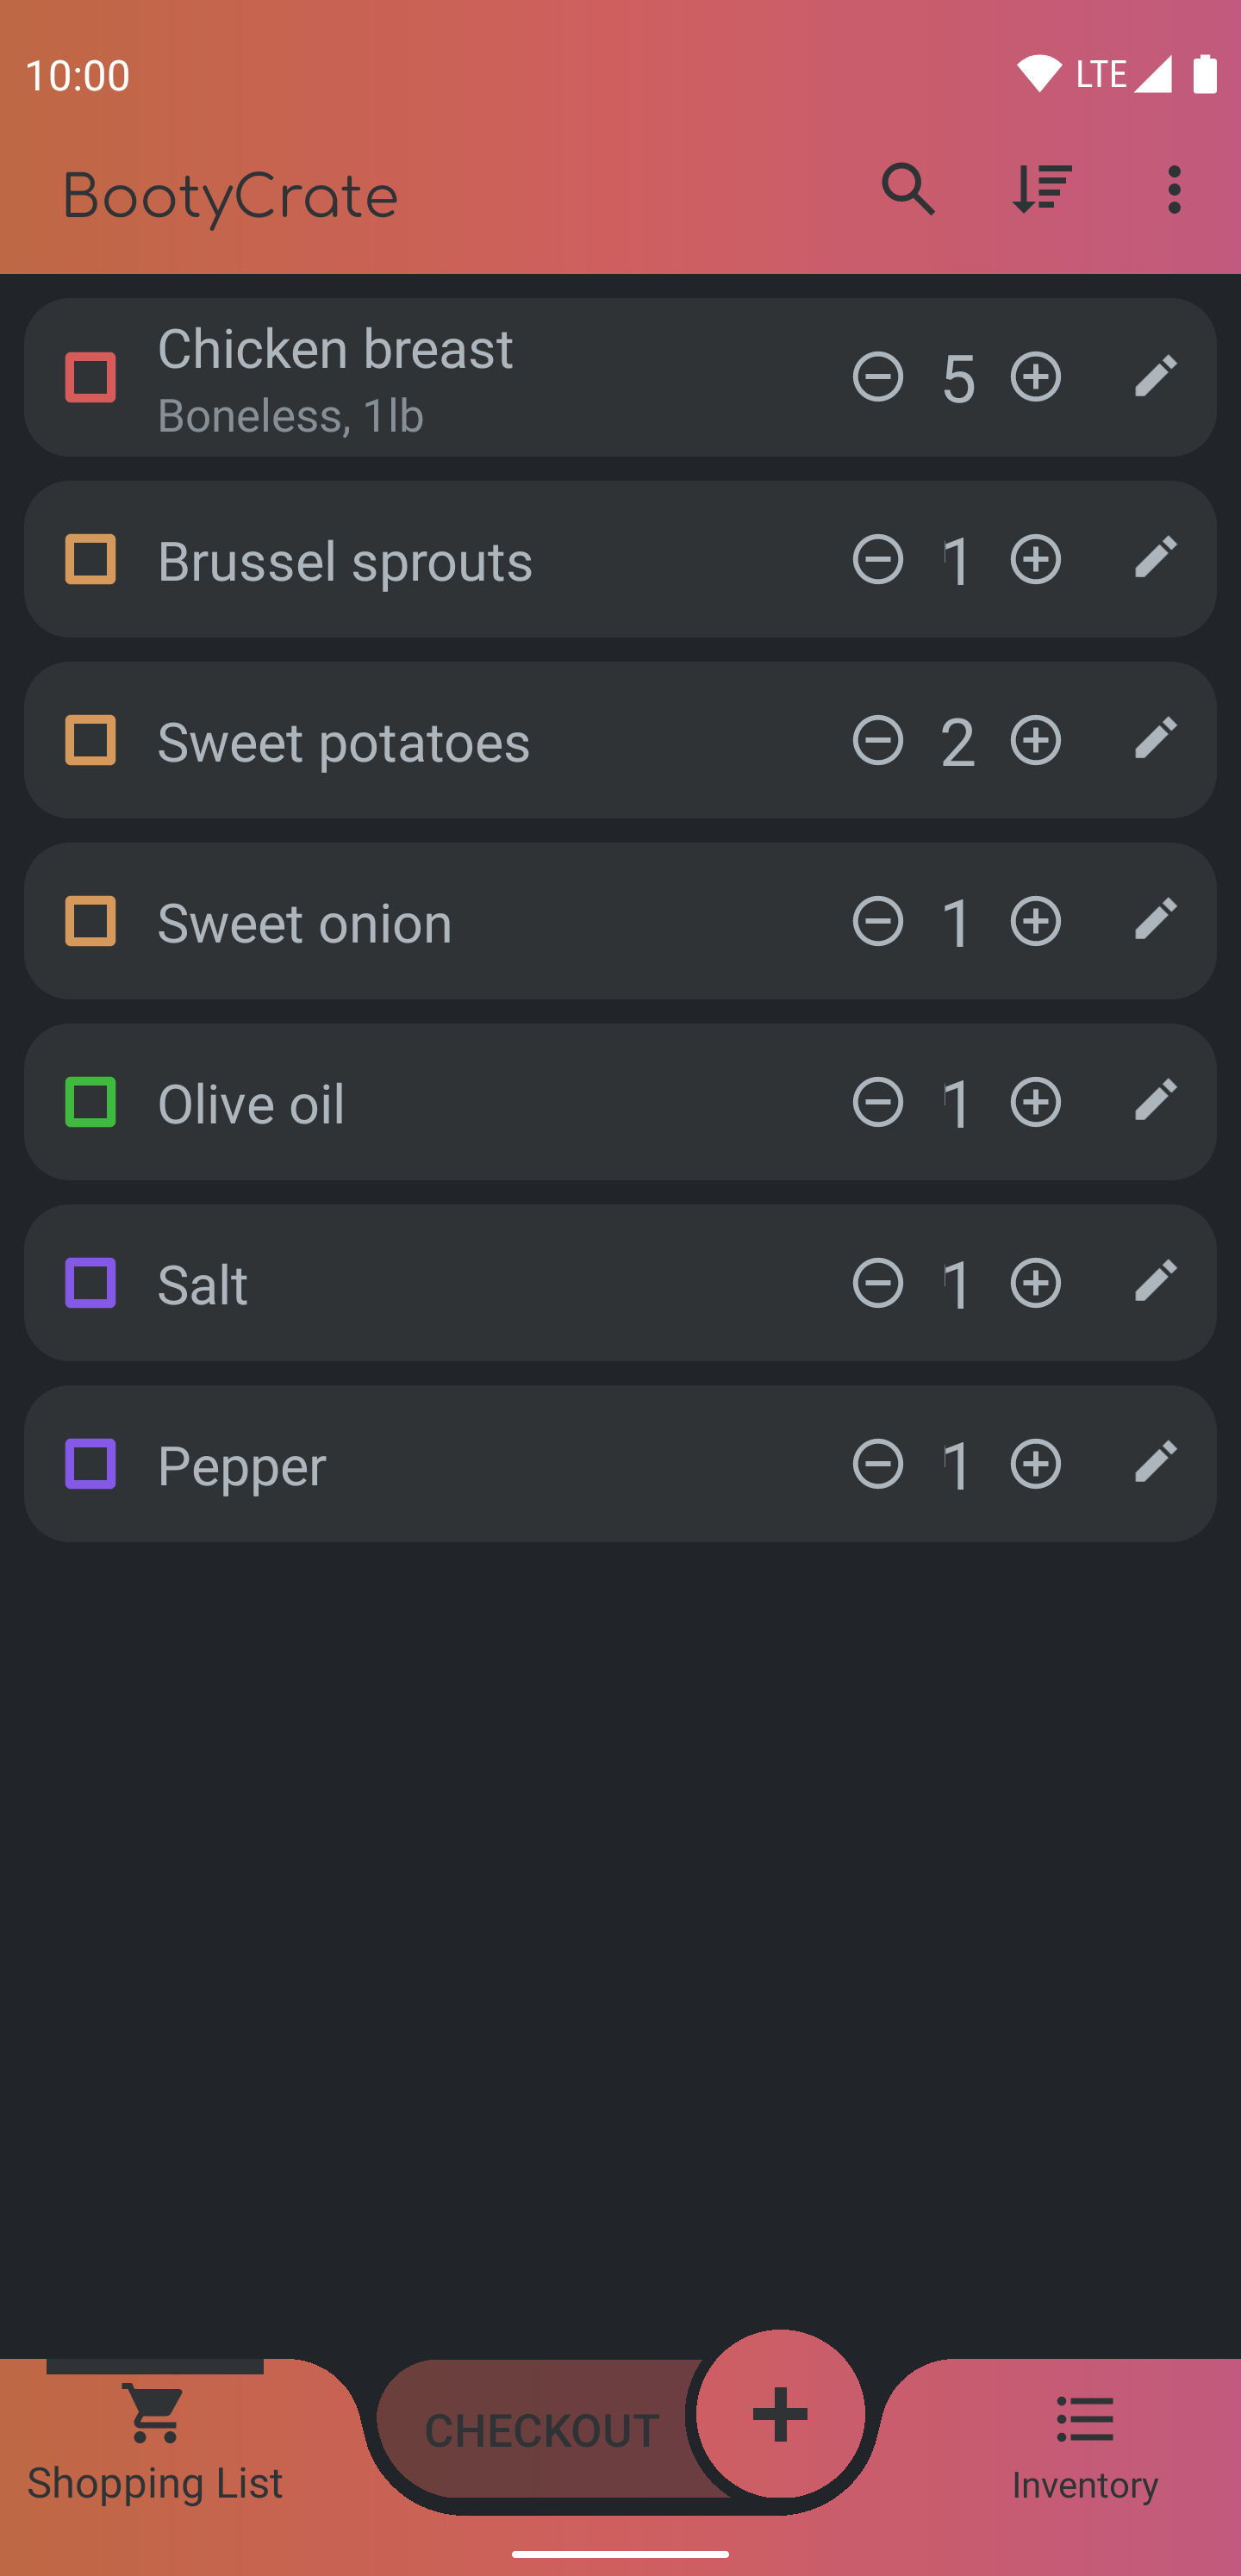 10:00
LTE
BootyCrate
Chicken breast
Boneless, 1lb
5
Brussel sprouts
1
Sweet potatoes
2
Sweet onion
1
Olive oil
1
Salt
1
Pepper
1
CHECKOUT
Shopping List
Inventory